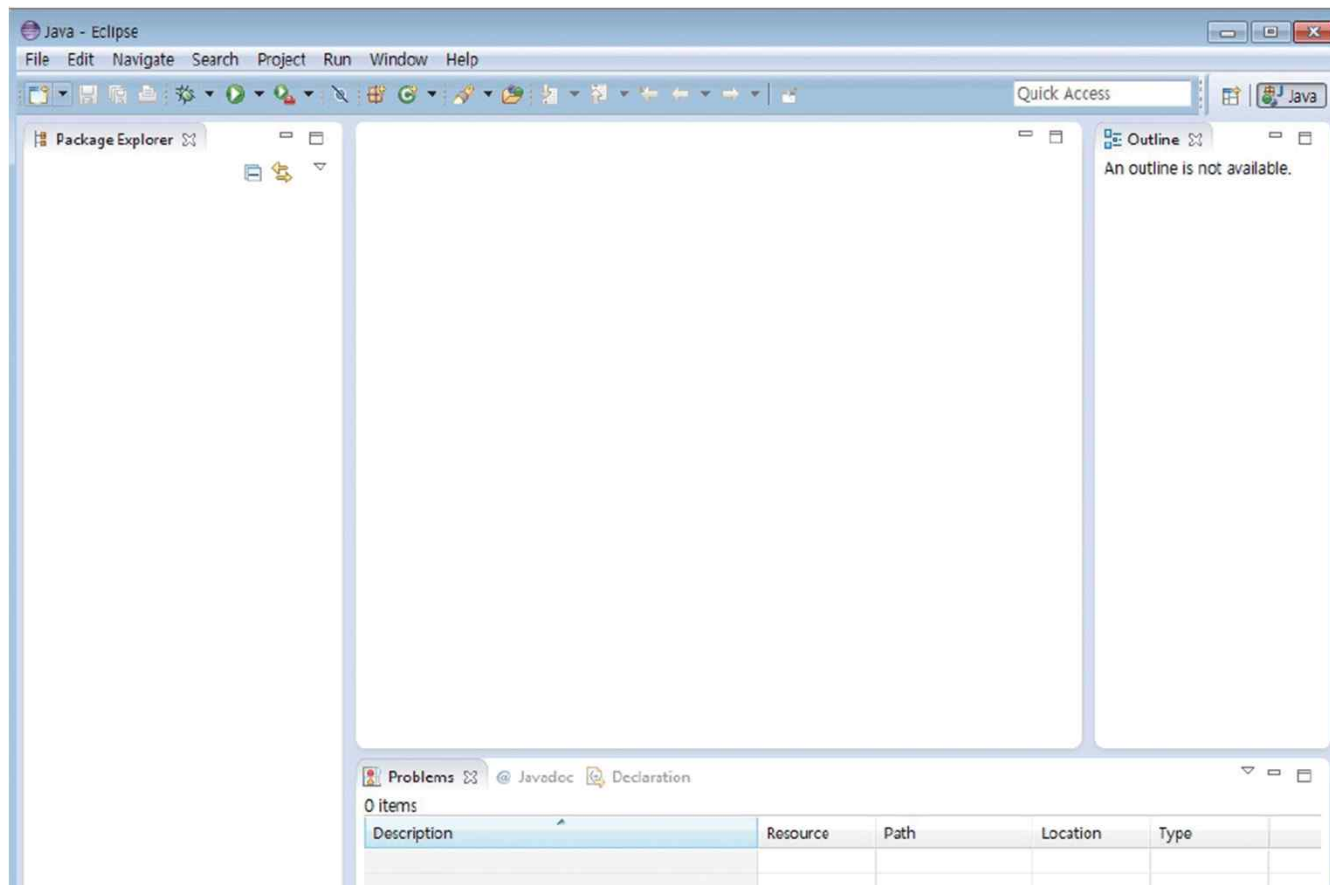 Java - Eclipse
File Edit Navigate Search Project Run Window Help
Quick Access
Java
Package Explorer
Outline
An outline is not available.
Problems @ Javadoc Declaration
0 items
Description Resource Path Location Type